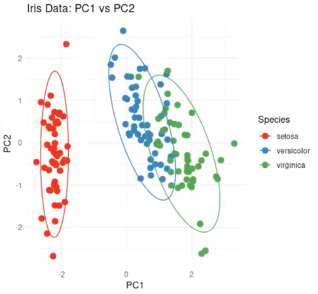 Iris Data: PC1 vs PC2
PC2
2
1
0
-1
-2
-2
0
2
PC1
Species
setosa
versicolor
virginica